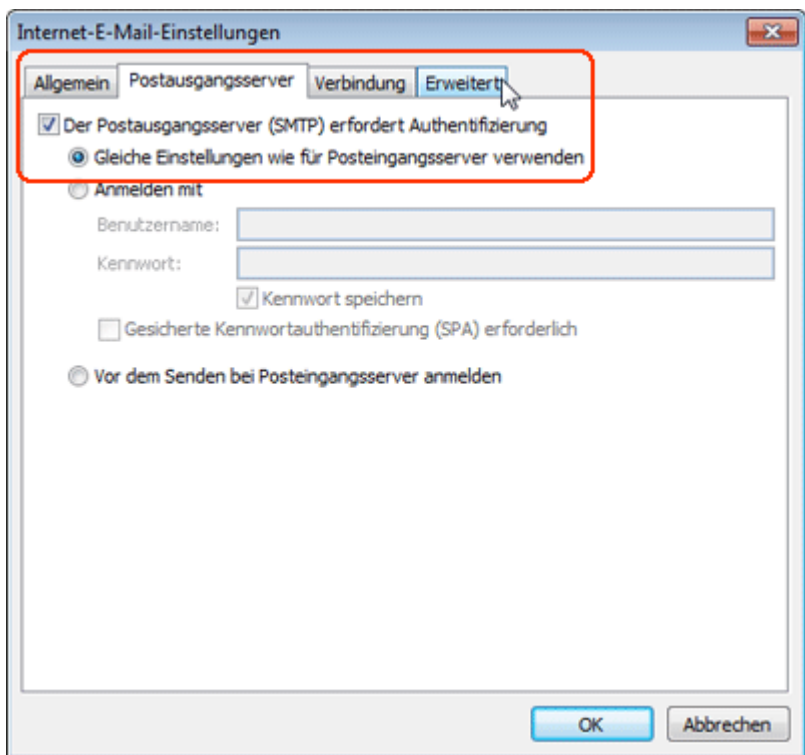 Internet-E-Mail-Einstellungen
Allgemein Postausgangsserver Verbindung Erweitert
Der Postausgangsserver (SMTP) erfordert Authentifizierung
Gleiche Einstellungen wie für Posteingangsserver verwenden
Anmelden mit
Benutzername:
Kennwort:
Kennwort speichern
Gesicherte Kennwortauthentifizierung (SPA) erforderlich
Vor dem Senden bei Posteingangsserver anmelden
OK Abbrechen